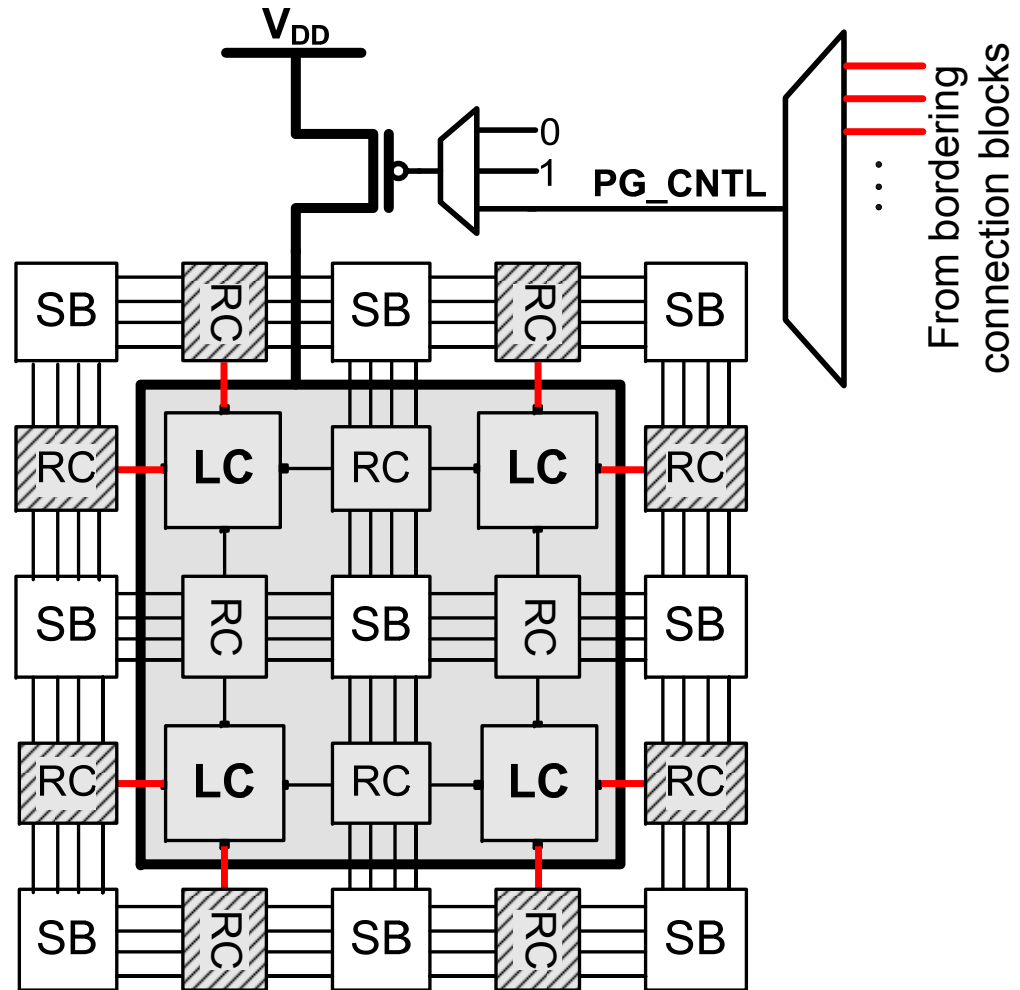 VDD
0
1
PG_CNTL
From bordering
connection blocks
SB RC SB RC SB
RC LC RC LC RC
SB RC SB RC SB
RC LC RC LC RC
SB RC SB RC SB